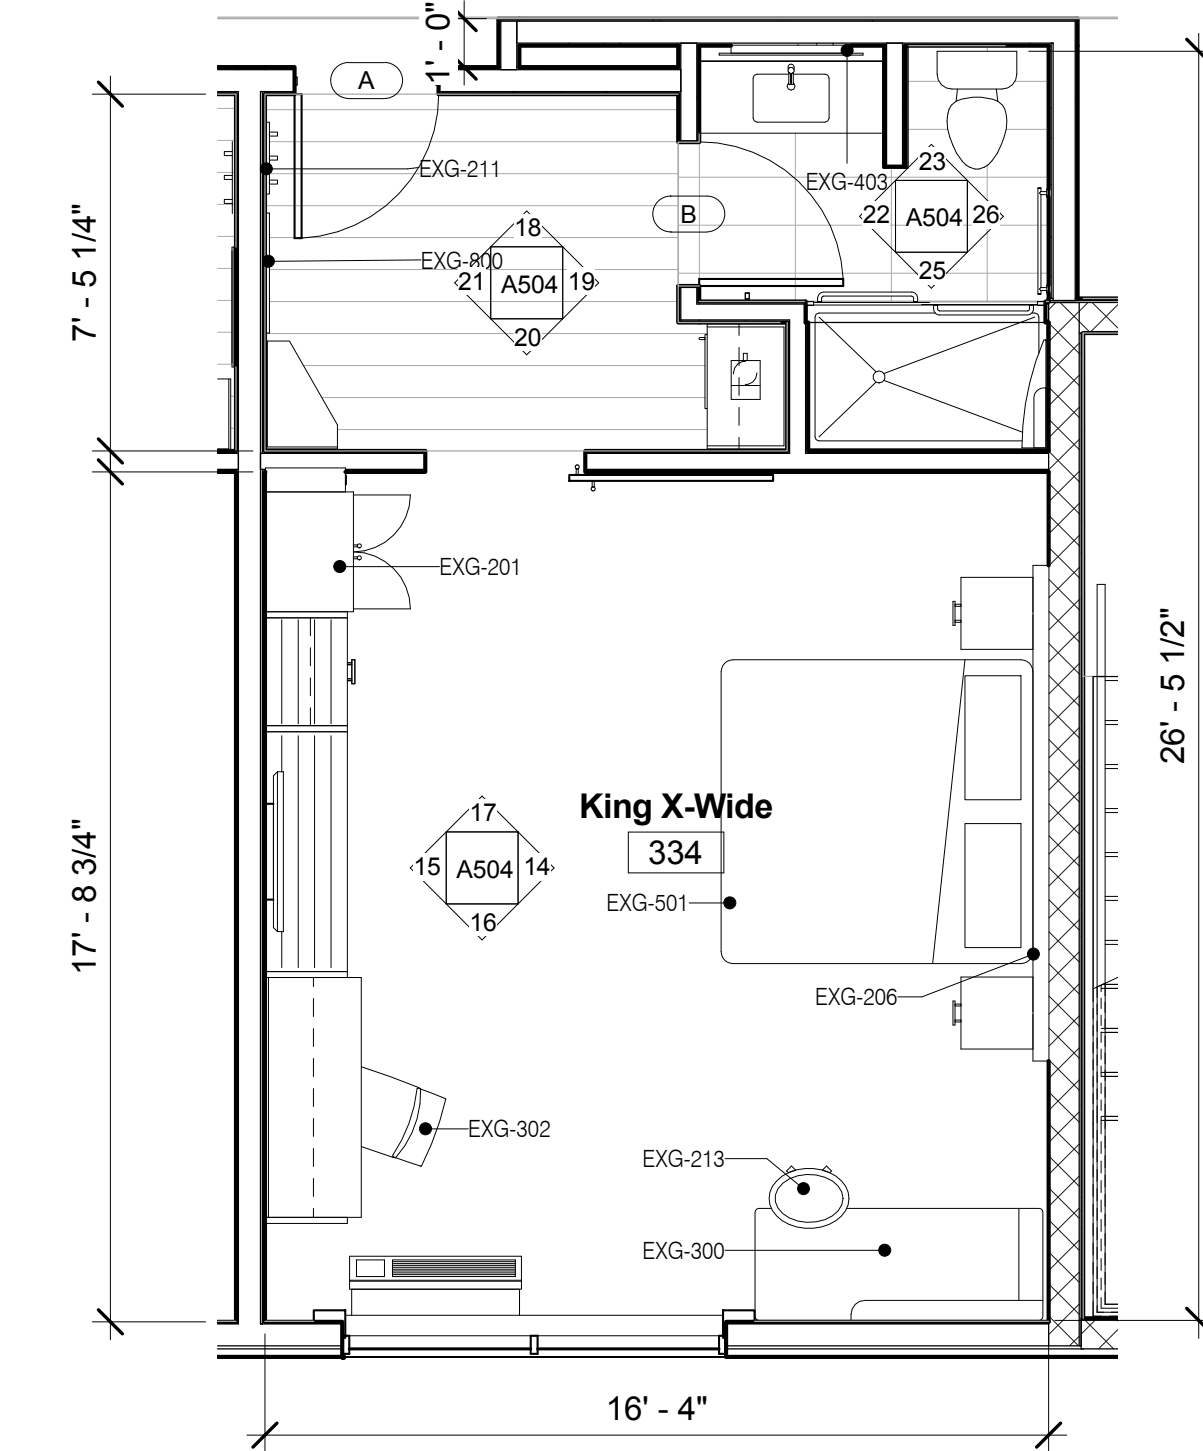 1' - 0"
A
EXG-211
EXG-403
23
22 A504 26
25
B
EXG-800
18
21 A504 19
20
7' - 5 1/4"
EXG-201
26' - 5 1/2"
King X-Wide
334
17
15 A504 14
16
EXG-501
17' - 8 3/4"
EXG-206
EXG-302
EXG-213
EXG-300
16' - 4"